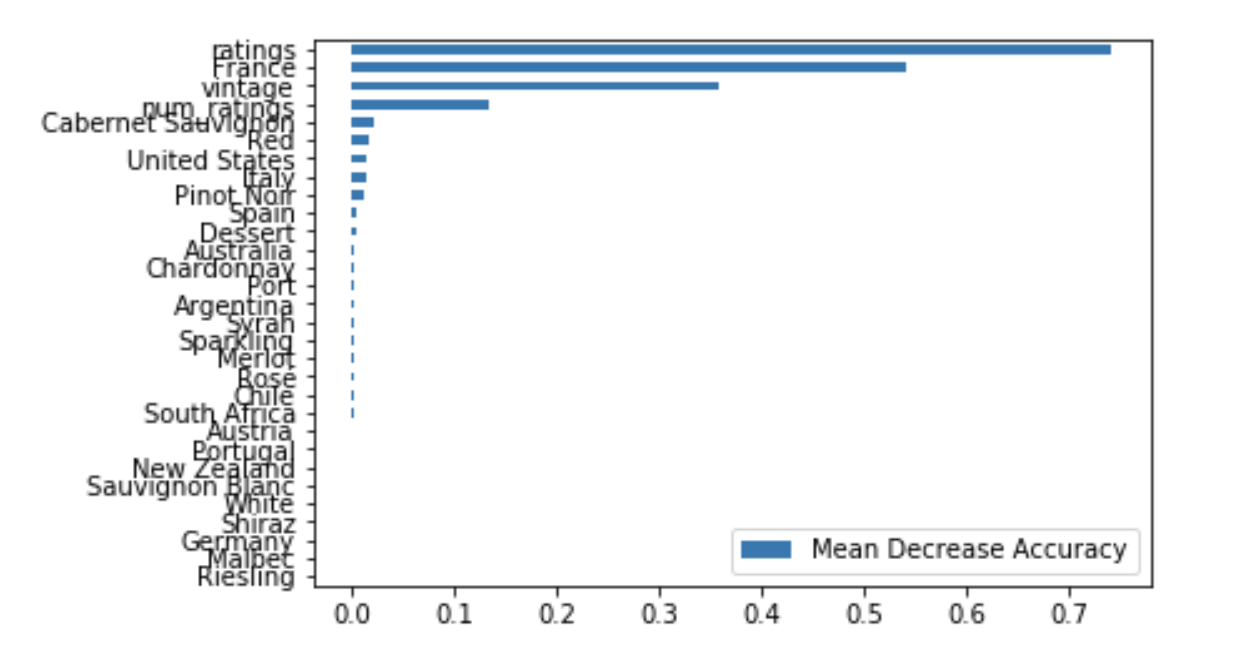 ratings
France
vintage
num_ratings
Cabernet Sauvignon
Red
United States
Italy
Pinot Noir
Spain
Dessert
Australia
Chardonnay
Port
Argentina
Syrah
Sparkling
Merlot
Rosé
Chile
South Africa
Austria
Portugal
New Zealand
Sauvignon Blanc
White
Shiraz
Germany
Malbec
Riesling
Mean Decrease Accuracy
0.0 0.1 0.2 0.3 0.4 0.5 0.6 0.7